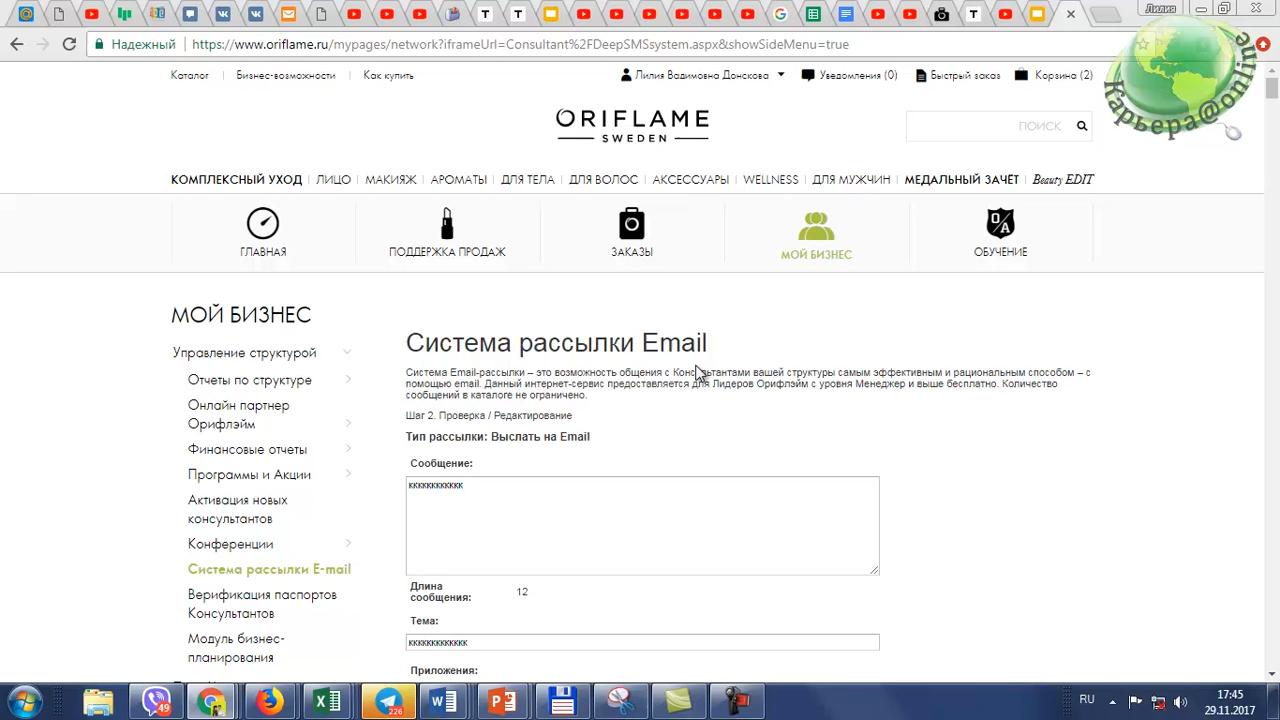 Лилия
Надежный
https://www.oriflame.ru/mypages/network?iframeUrl=Consultant%2FDeepSMSsystem.aspx&showSideMenu=true
Каталог
Бизнес-возможности
Как купить
Лилия Вадимовна Донскова
Уведомления (0)
Быстрый заказ
Корзина (2)
Карьера@online
ORIFLAME
SWEDEN
ПОИСК
КОМПЛЕКСНЫЙ УХОД
ЛИЦО
МАКИЯЖ
АРОМАТЫ
ДЛЯ ТЕЛА
ДЛЯ ВОЛОС
АКСЕССУАРЫ
WELLNESS
ДЛЯ МУЖЧИН
МЕДАЛЬНЫЙ ЗАЧЁТ
Beauty EDIT
ГЛАВНАЯ
ПОДДЕРЖКА ПРОДАЖ
ЗАКАЗЫ
МОЙ БИЗНЕС
ОБУЧЕНИЕ
МОЙ БИЗНЕС
Управление структурой
Отчеты по структуре
Онлайн партнер
Орифлэйм
Финансовые отчеты
Программы и Акции
Активация новых
консультантов
Конференции
Система рассылки E-mail
Верификация паспортов
Консультантов
Модуль бизнес-
планирования
Система рассылки Email
Система Email-рассылки – это возможность общения с Консультантами вашей структуры самым эффективным и рациональным способом – с
помощью email. Данный интернет-сервис предоставляется для Лидеров Орифлэйм с уровня Менеджер и выше бесплатно. Количество
сообщений в каталоге не ограничено.
Шаг 2. Проверка / Редактирование
Тип рассылки: Выслать на Email
Сообщение:
кккккккккккк
Длина
сообщения:
12
Тема:
ккккккккккккк
Приложения:
49
226
RU
17:45
29.11.2017